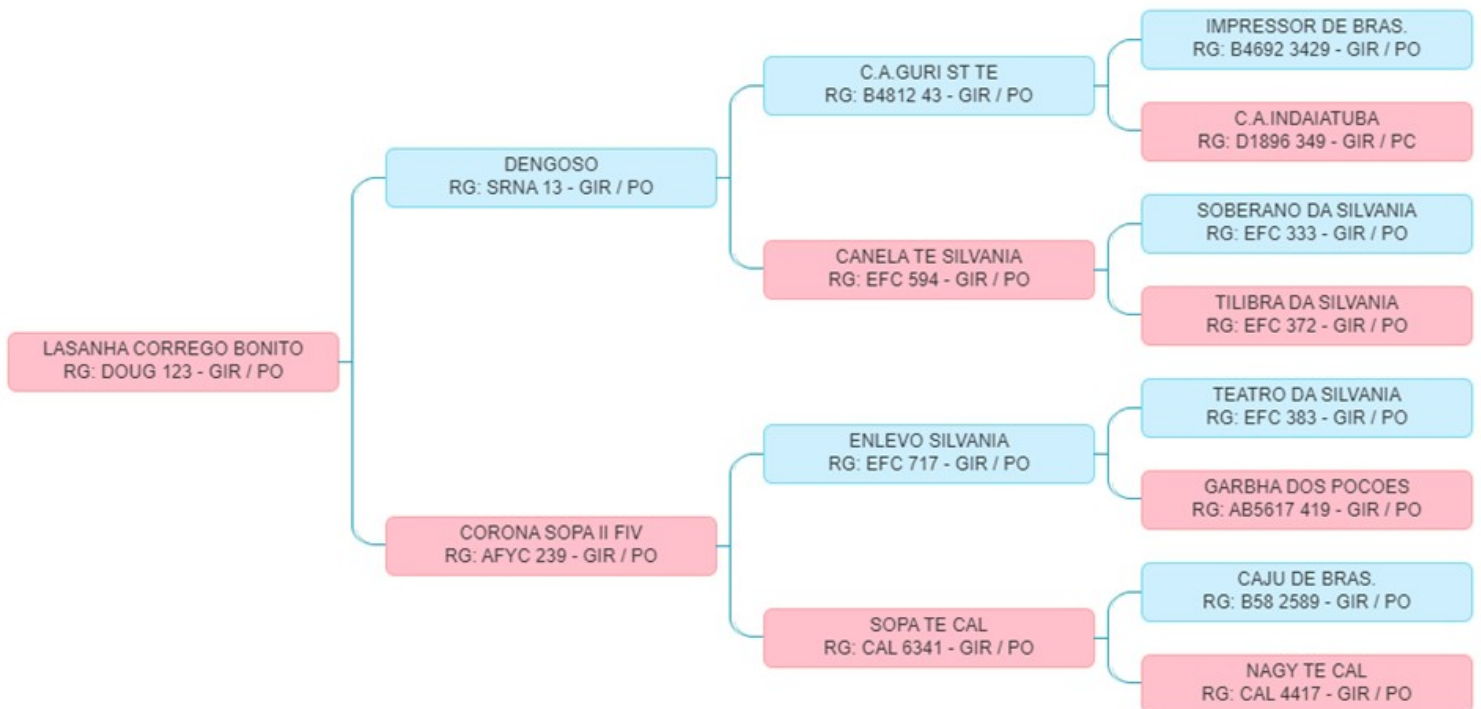 IMPRESSOR DE BRAS.
RG: B4692 3429 - GIR / PO
C.A.GURI ST TE
RG: B4812 43 - GIR / PO
C.A.INDAIATUBA
RG: D1896 349 - GIR / PC
DENGOSO
RG: SRNA 13 - GIR / PO
SOBERANO DA SILVANIA
RG: EFC 333 - GIR / PO
CANELA TE SILVANIA
RG: EFC 594 - GIR / PO
TILIBRA DA SILVANIA
RG: EFC 372 - GIR / PO
LASANHA CORREGO BONITO
RG: DOUG 123 - GIR / PO
TEATRO DA SILVANIA
RG: EFC 383 - GIR / PO
ENLEVO SILVANIA
RG: EFC 717 - GIR / PO
GARBHA DOS POCOES
RG: AB5617 419 - GIR / PO
CORONA SOPA II FIV
RG: AFYC 239 - GIR / PO
CAJU DE BRAS.
RG: B58 2589 - GIR / PO
SOPA TE CAL
RG: CAL 6341 - GIR / PO
NAGY TE CAL
RG: CAL 4417 - GIR / PO